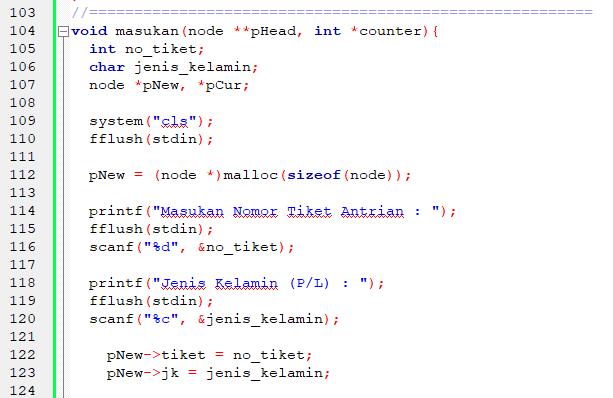 103 //========================================================
104 void masukan(node **pHead, int *counter){
105 int no_tiket;
106 char jenis_kelamin;
107 node *pNew, *pCur;
108
109 system("cls");
110 fflush(stdin);
111
112 pNew = (node *)malloc(sizeof(node));
113
114 printf("Masukan Nomor Tiket Antrian : ");
115 fflush(stdin);
116 scanf("%d", &no_tiket);
117
118 printf("Jenis Kelamin (P/L) : ");
119 fflush(stdin);
120 scanf("%c", &jenis_kelamin);
121
122 pNew->tiket = no_tiket;
123 pNew->jk = jenis_kelamin;
124